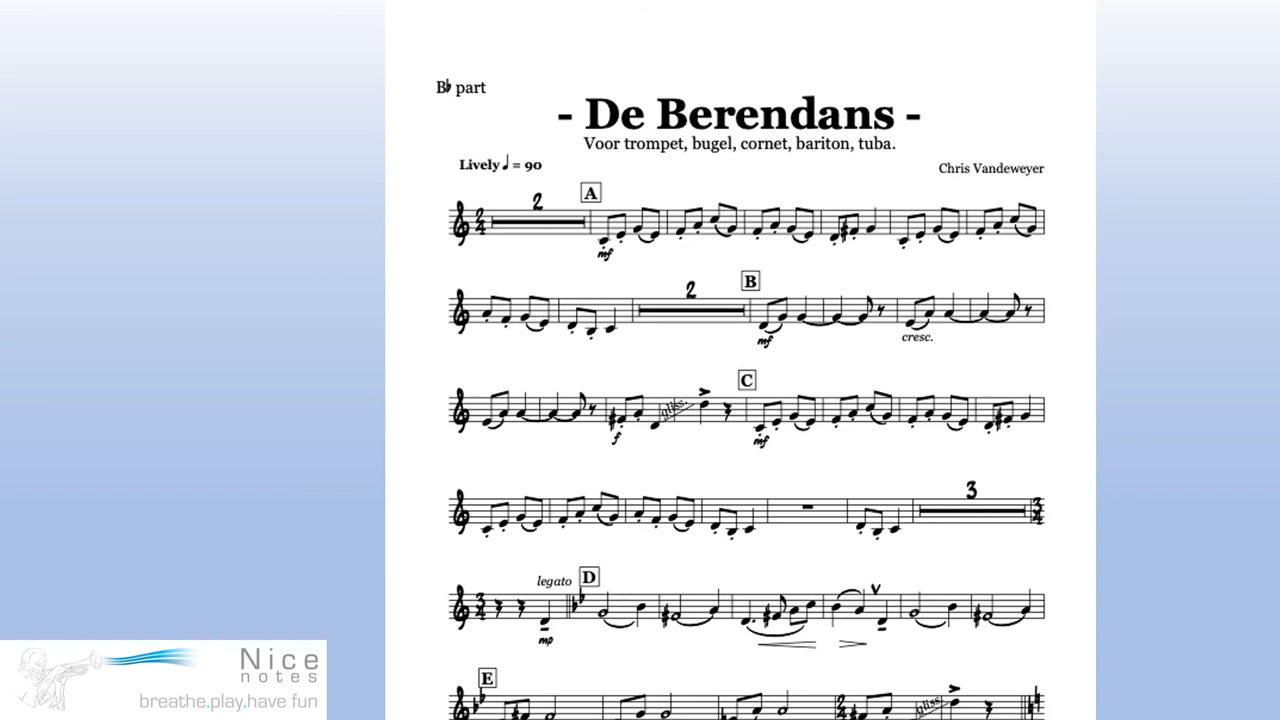 B♭ part
- De Berendans -
Voor trompet, bugel, cornet, bariton, tuba.
Lively ♩ = 90
Chris Vandeweyer
2
A
mf
2
B
mf
cresc.
gliss.
f
C
mf
3
legato
D
mp
E
gliss.
Nice
notes
breathe.play.have fun